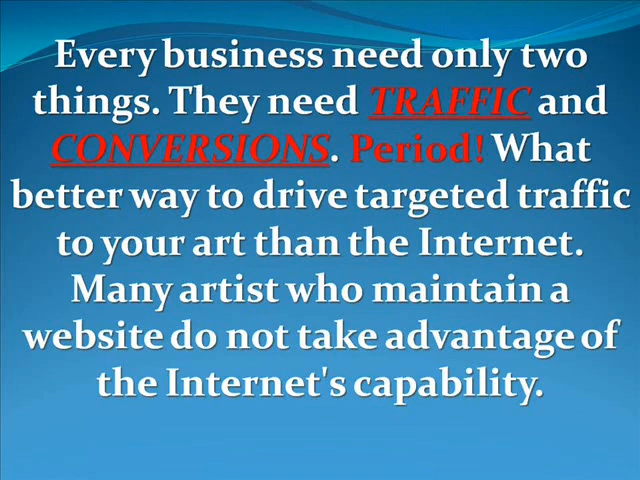 Every business need only two
things. They need TRAFFIC and
CONVERSIONS. Period! What
better way to drive targeted traffic
to your art than the Internet.
Many artist who maintain a
website do not take advantage of
the Internet's capability.